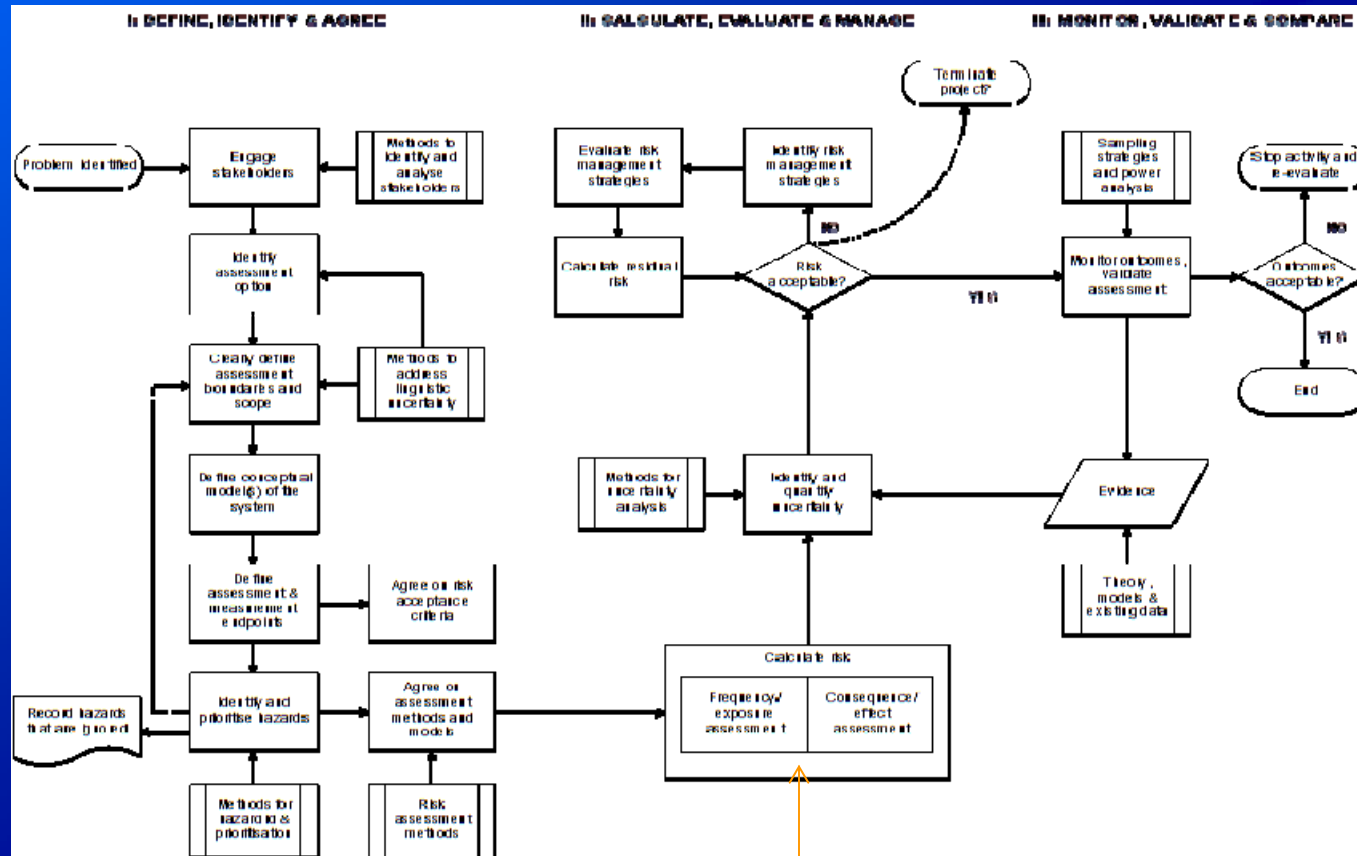 I: DEFINE, IDENTIFY & AGREE
II: CALCULATE, EVALUATE & MANAGE
III: MONITOR, VALIDATE & COMPARE
Terminate
project?
Problem identified
Engage
stakeholders
Methods to
identify and
analyse
stakeholders
Evaluate risk
management
strategies
Identify risk
management
strategies
Sampling
strategies
and power
analysis
Stop activity and
re-evaluate
NO
NO
Identify
assessment
option
Calculate residual
risk
Risk
acceptable?
YES
Monitor outcomes,
validate
assessment
Outcomes
acceptable?
YES
Clearly define
assessment
boundaries and
scope
Methods to
address
linguistic
uncertainty
End
Define conceptual
model(s) of the
system
Methods for
uncertainty
analysis
Identify and
quantify
uncertainty
Evidence
Define
assessment &
measurement
endpoints
Agree on risk
acceptance
criteria
Theory,
models &
existing data
Calculate risk
Record hazards
that are ignored
Identify and
prioritise hazards
Agree on
assessment
methods and
models
Frequency/
exposure
assessment
Consequence/
effect
assessment
Methods for
hazard id &
prioritisation
Risk
assessment
methods